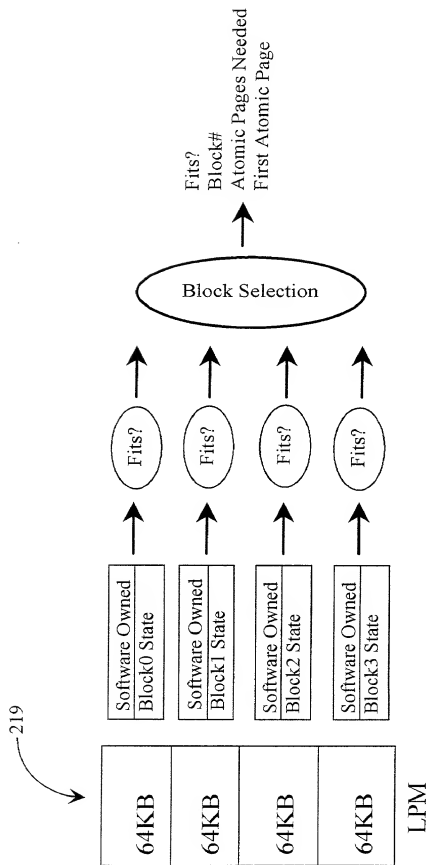 219
64KB
64KB
64KB
64KB
LPM
Software Owned
Block0 State
Software Owned
Block1 State
Software Owned
Block2 State
Software Owned
Block3 State
Fits?
Fits?
Fits?
Fits?
Block Selection
Fits?
Block#
Atomic Pages Needed
First Atomic Page